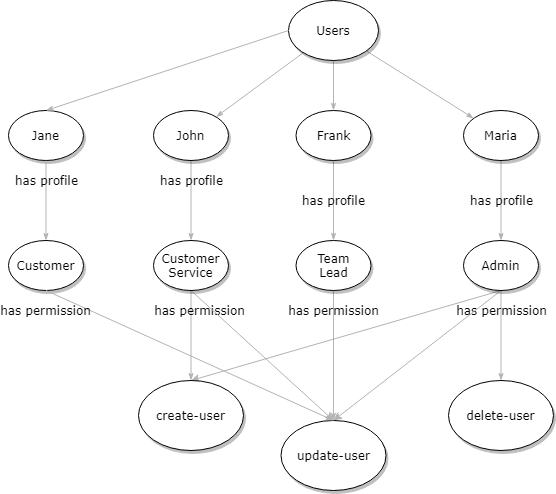 Users
Jane
John
Frank
Maria
has profile
has profile
has profile
has profile
Customer
Customer
Service
Team
Lead
Admin
has permission
has permission
has permission
has permission
create-user
update-user
delete-user